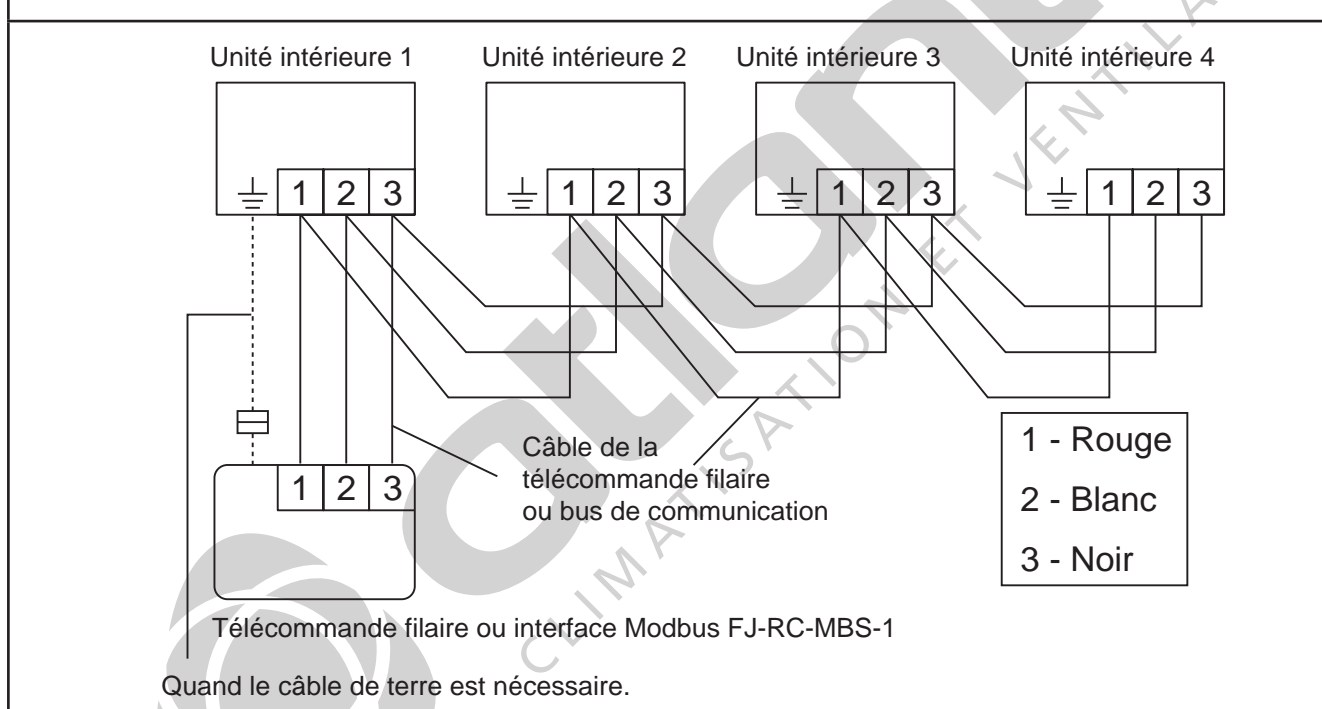 Unité intérieure 1 Unité intérieure 2 Unité intérieure 3 Unité intérieure 4
1 2 3 1 2 3 1 2 3 1 2 3
1 2 3
Câble de la
télécommande filaire
ou bus de communication
1 - Rouge
2 - Blanc
3 - Noir
Télécommande filaire ou interface Modbus FJ-RC-MBS-1
Quand le câble de terre est nécessaire.
atlant
CLIMATISATION ET VENTILA